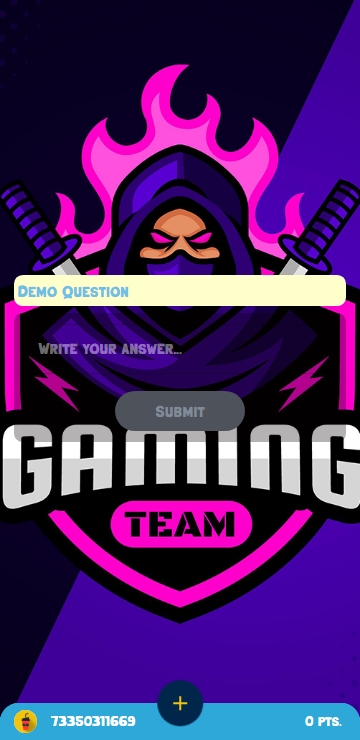 Demo Question
Write your answer...
Submit
GAMING
TEAM
+
73350311669
0 PTS.